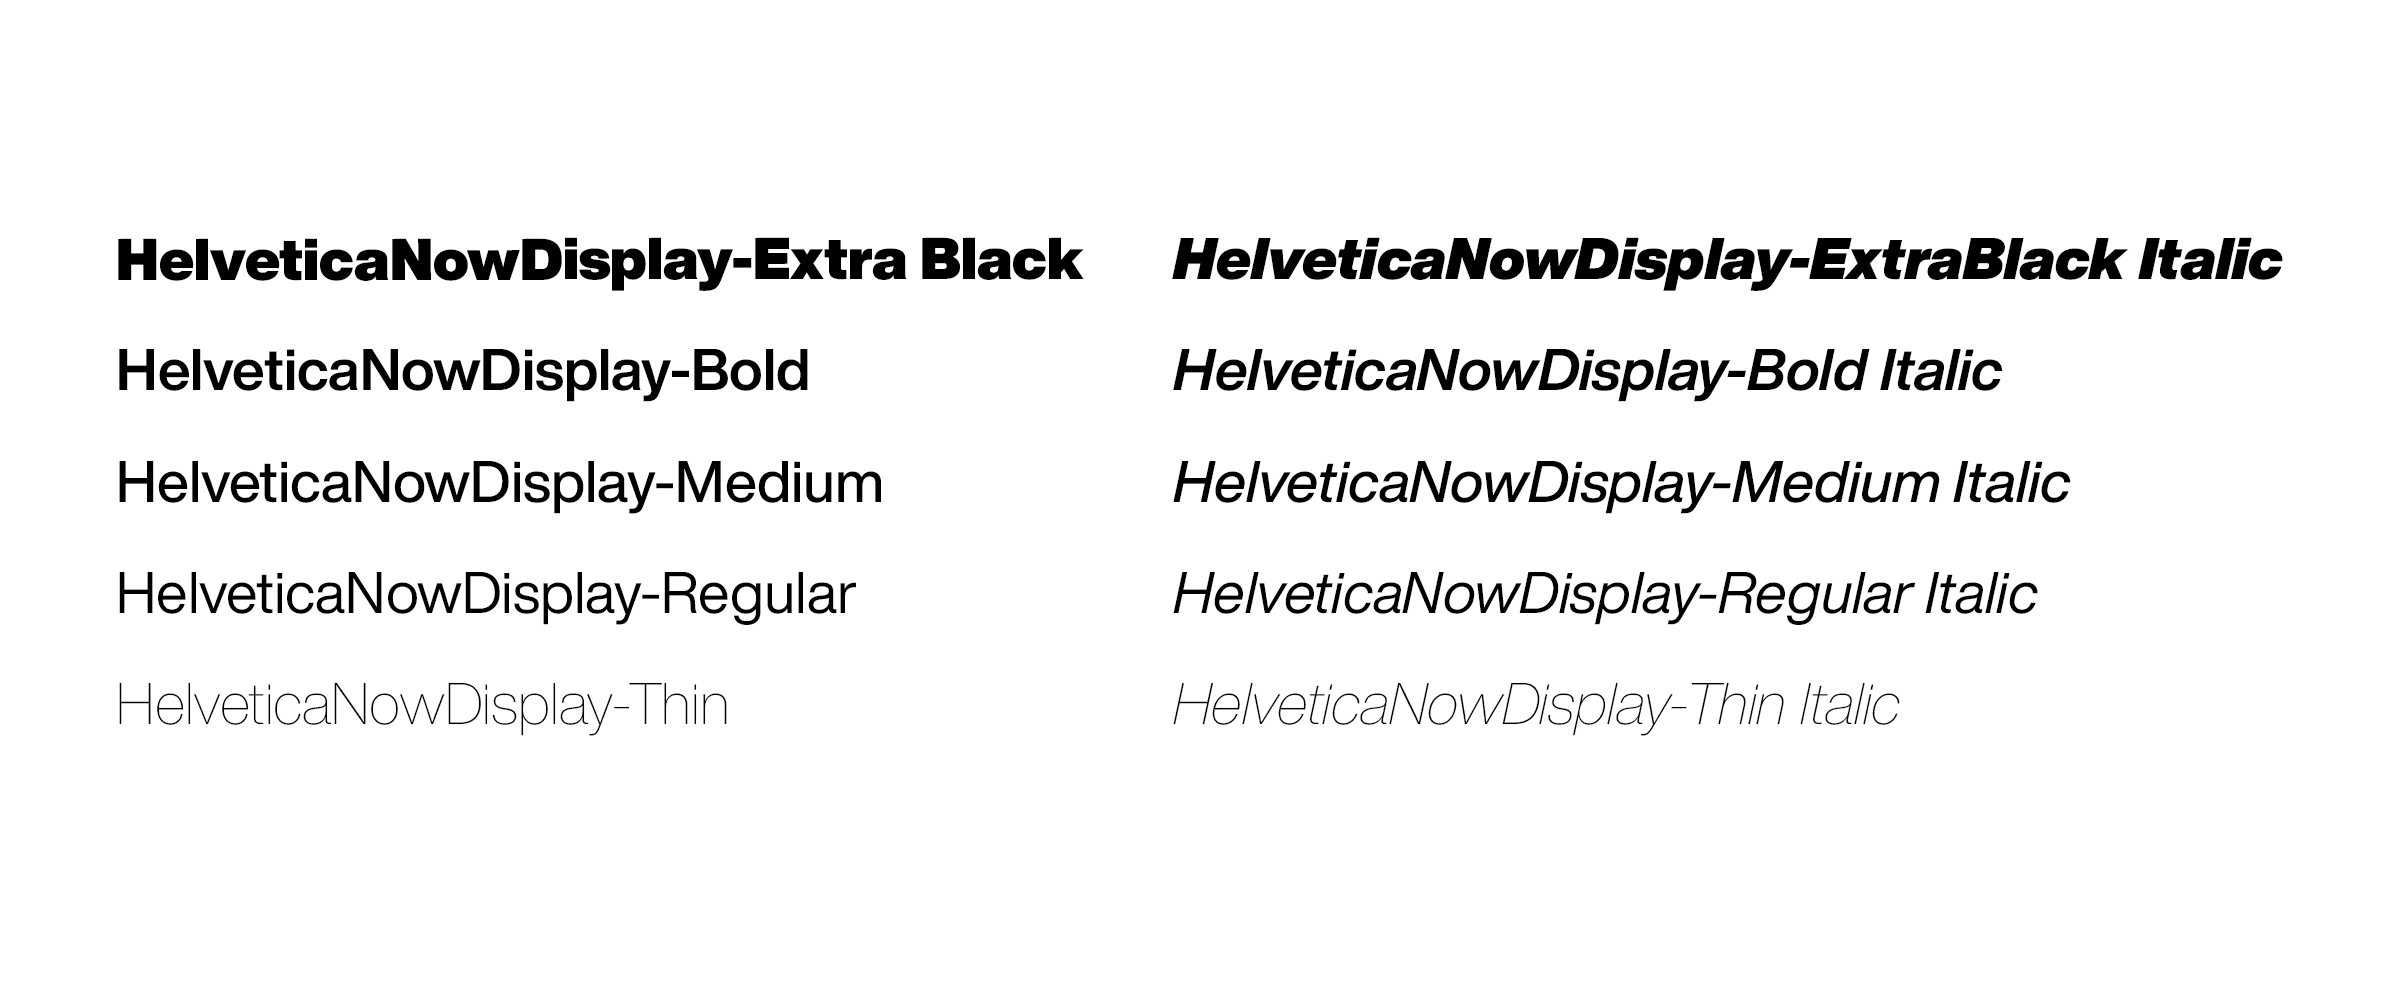 HelveticaNowDisplay-Extra Black
HelveticaNowDisplay-Bold
HelveticaNowDisplay-Medium
HelveticaNowDisplay-Regular
HelveticaNowDisplay-Thin
HelveticaNowDisplay-ExtraBlack Italic
HelveticaNowDisplay-Bold Italic
HelveticaNowDisplay-Medium Italic
HelveticaNowDisplay-Regular Italic
HelveticaNowDisplay-Thin Italic